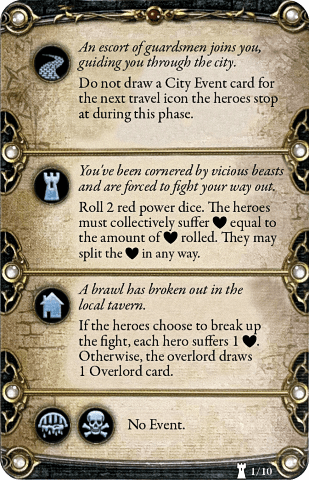 An escort of guardsmen joins you,
guiding you through the city.
Do not draw a City Event card for
the next travel icon the heroes stop
at during this phase.
You've been cornered by vicious beasts
and are forced to fight your way out.
Roll 2 red power dice. The heroes
must collectively suffer ♥ equal to
the amount of ♥ rolled. They may
split the ♥ in any way.
A brawl has broken out in the
local tavern.
If the heroes choose to break up
the fight, each hero suffers 1 ♥.
Otherwise, the overlord draws
1 Overlord card.
No Event.
1/10